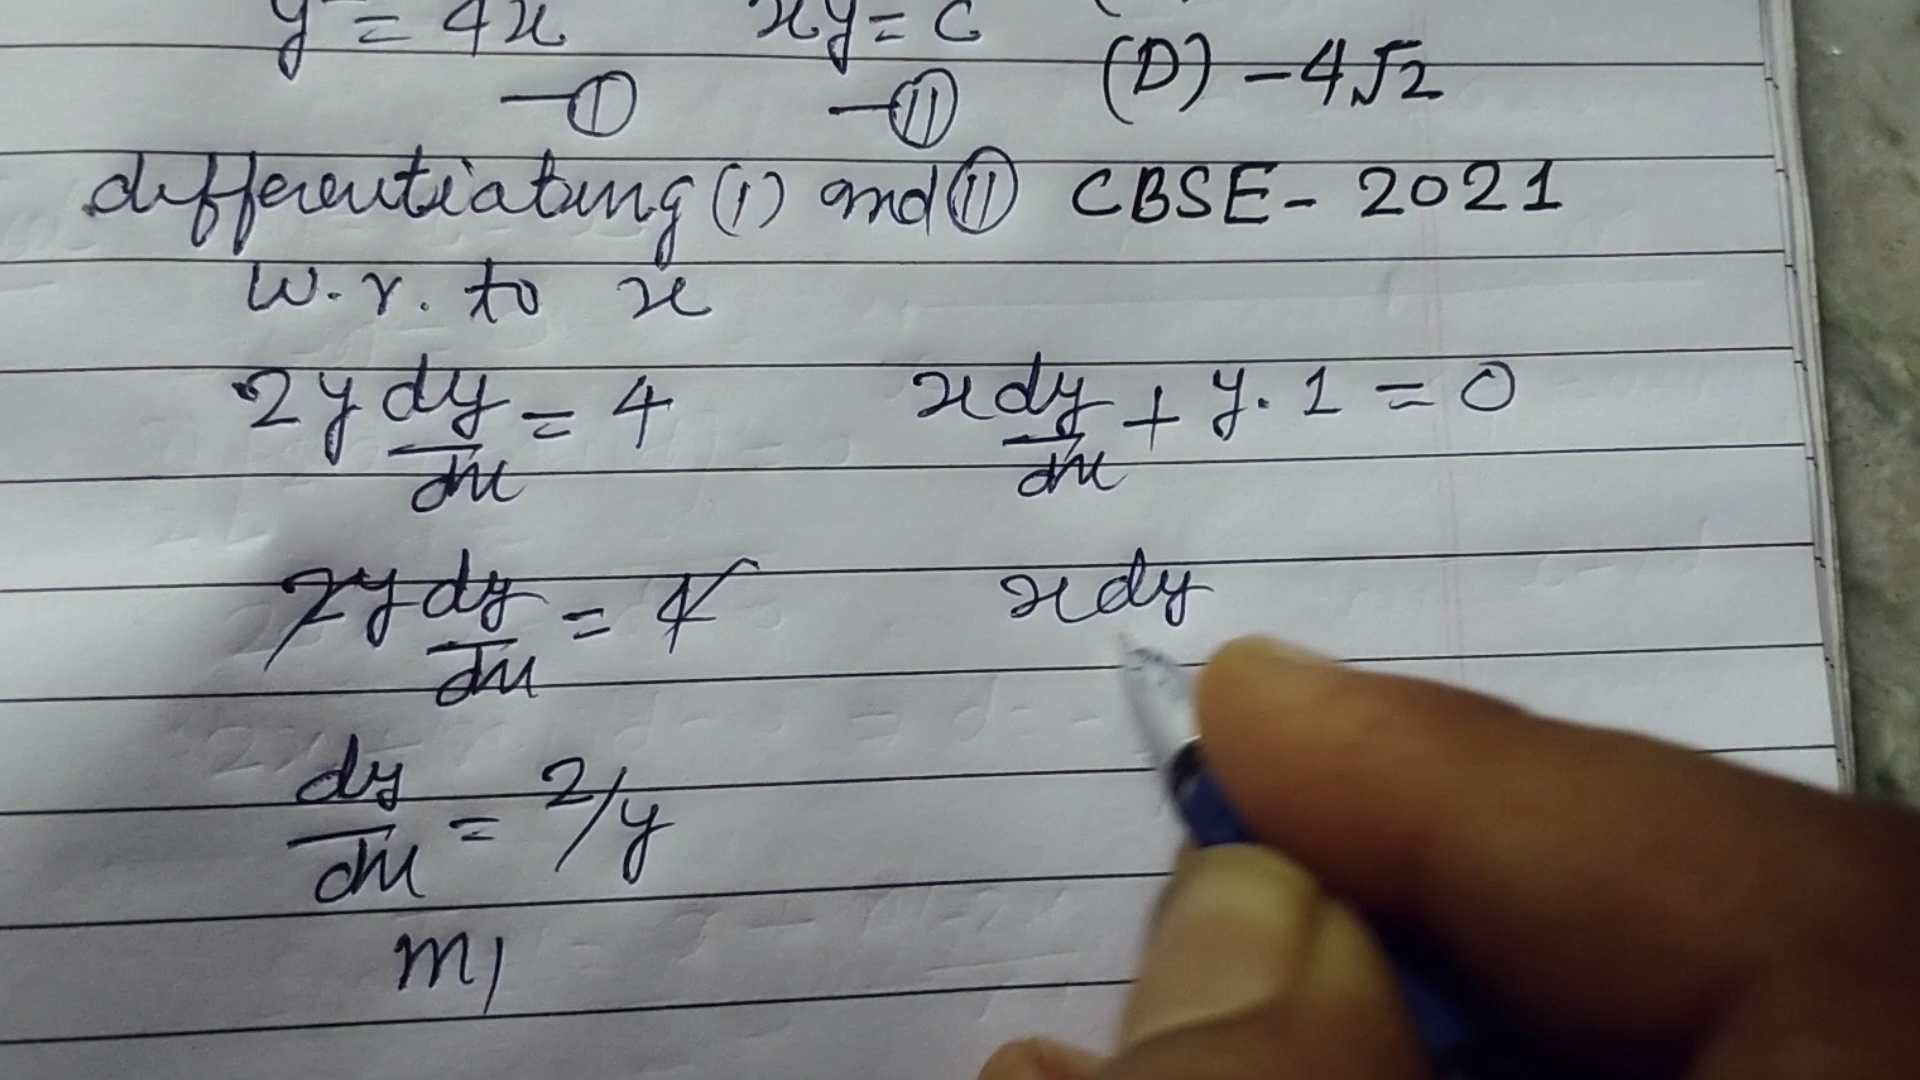 y² = 4x xy = c
(D) -4√2
—(I) —(II)
differentiating (I) and (II) CBSE - 2021
w.r. to x
2y dy/dx = 4 x dy/dx + y. 1 = 0
2y dy/dx = 4 x dy
dy/dx = 2/y
m1